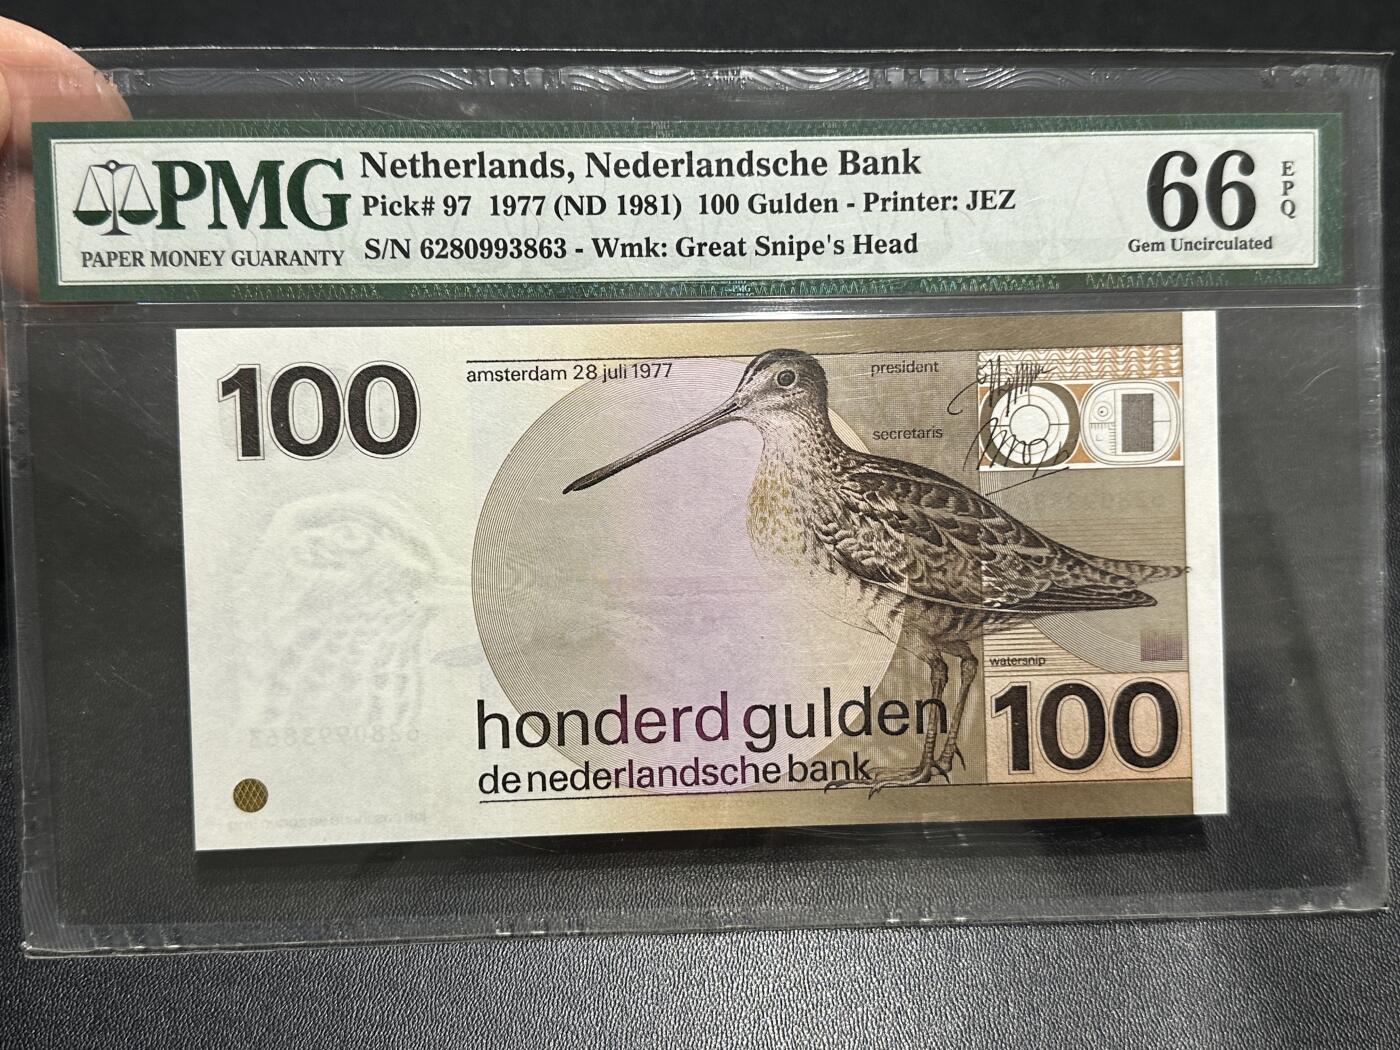 PMG
PAPER MONEY GUARANTY
Netherlands, Nederlandsche Bank
Pick# 97 1977 (ND 1981) 100 Gulden - Printer: JEZ
S/N 6280993863 - Wmk: Great Snipe's Head
66
EPQ
Gem Uncirculated
100
amsterdam 28 juli 1977
president
secretaris
watersnip
honderd gulden
de nederlandsche bank
100